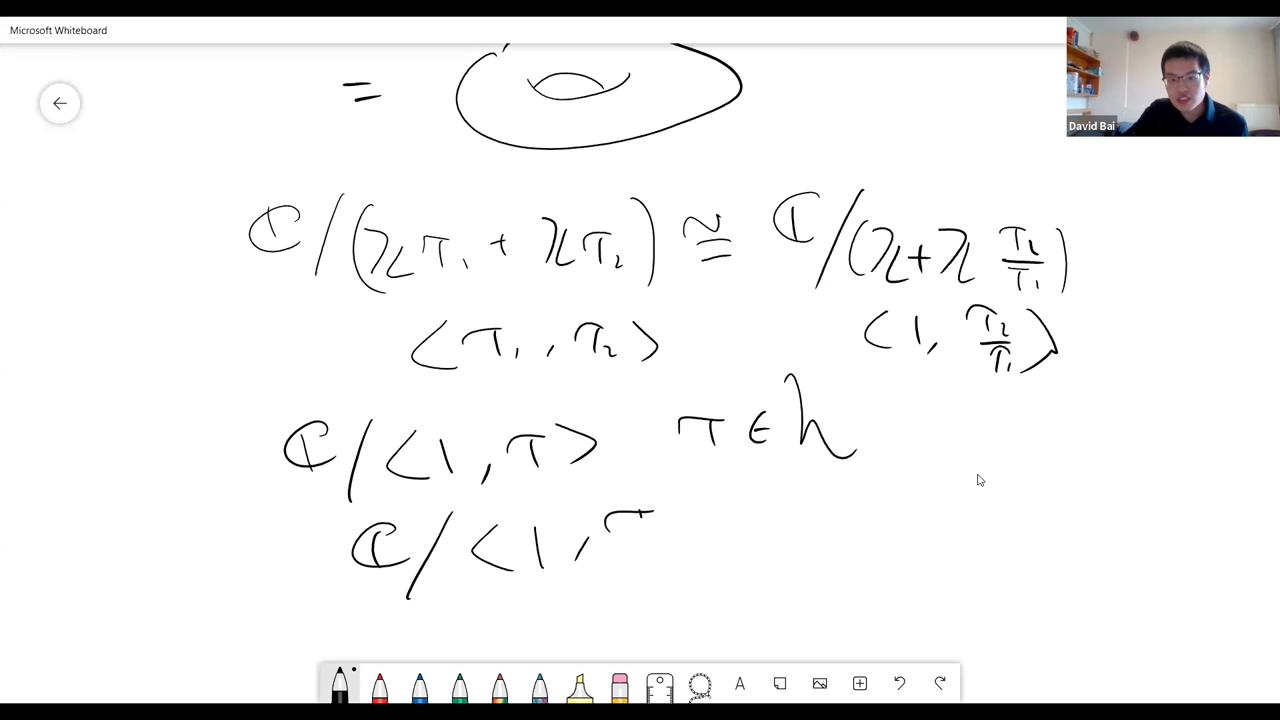 Microsoft Whiteboard
David Bai
=
ℂ/(ℤτ₁ + ℤτ₂) ≅ ℂ/(ℤ+ℤ τ₂/τ₁)
<τ₁, τ₂> <1, τ₂/τ₁>
ℂ/<1, τ> τ ∈ h
ℂ/<1, τ
A